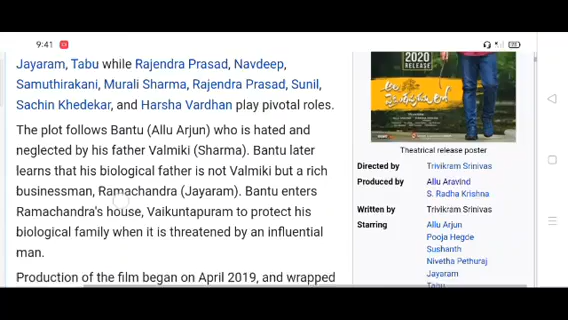 9:41
Jayaram, Tabu while Rajendra Prasad, Navdeep,
Samuthirakani, Murali Sharma, Rajendra Prasad, Sunil,
Sachin Khedekar, and Harsha Vardhan play pivotal roles.
The plot follows Bantu (Allu Arjun) who is hated and
neglected by his father Valmiki (Sharma). Bantu later
learns that his biological father is not Valmiki but a rich
businessman, Ramachandra (Jayaram). Bantu enters
Ramachandra's house, Vaikuntapuram to protect his
biological family when it is threatened by an influential
man.
Production of the film began on April 2019, and wrapped
2020
RELEASE
Theatrical release poster
Directed by Trivikram Srinivas
Produced by Allu Aravind
S. Radha Krishna
Written by Trivikram Srinivas
Starring Allu Arjun
Pooja Hegde
Sushanth
Nivetha Pethuraj
Jayaram
Tabu